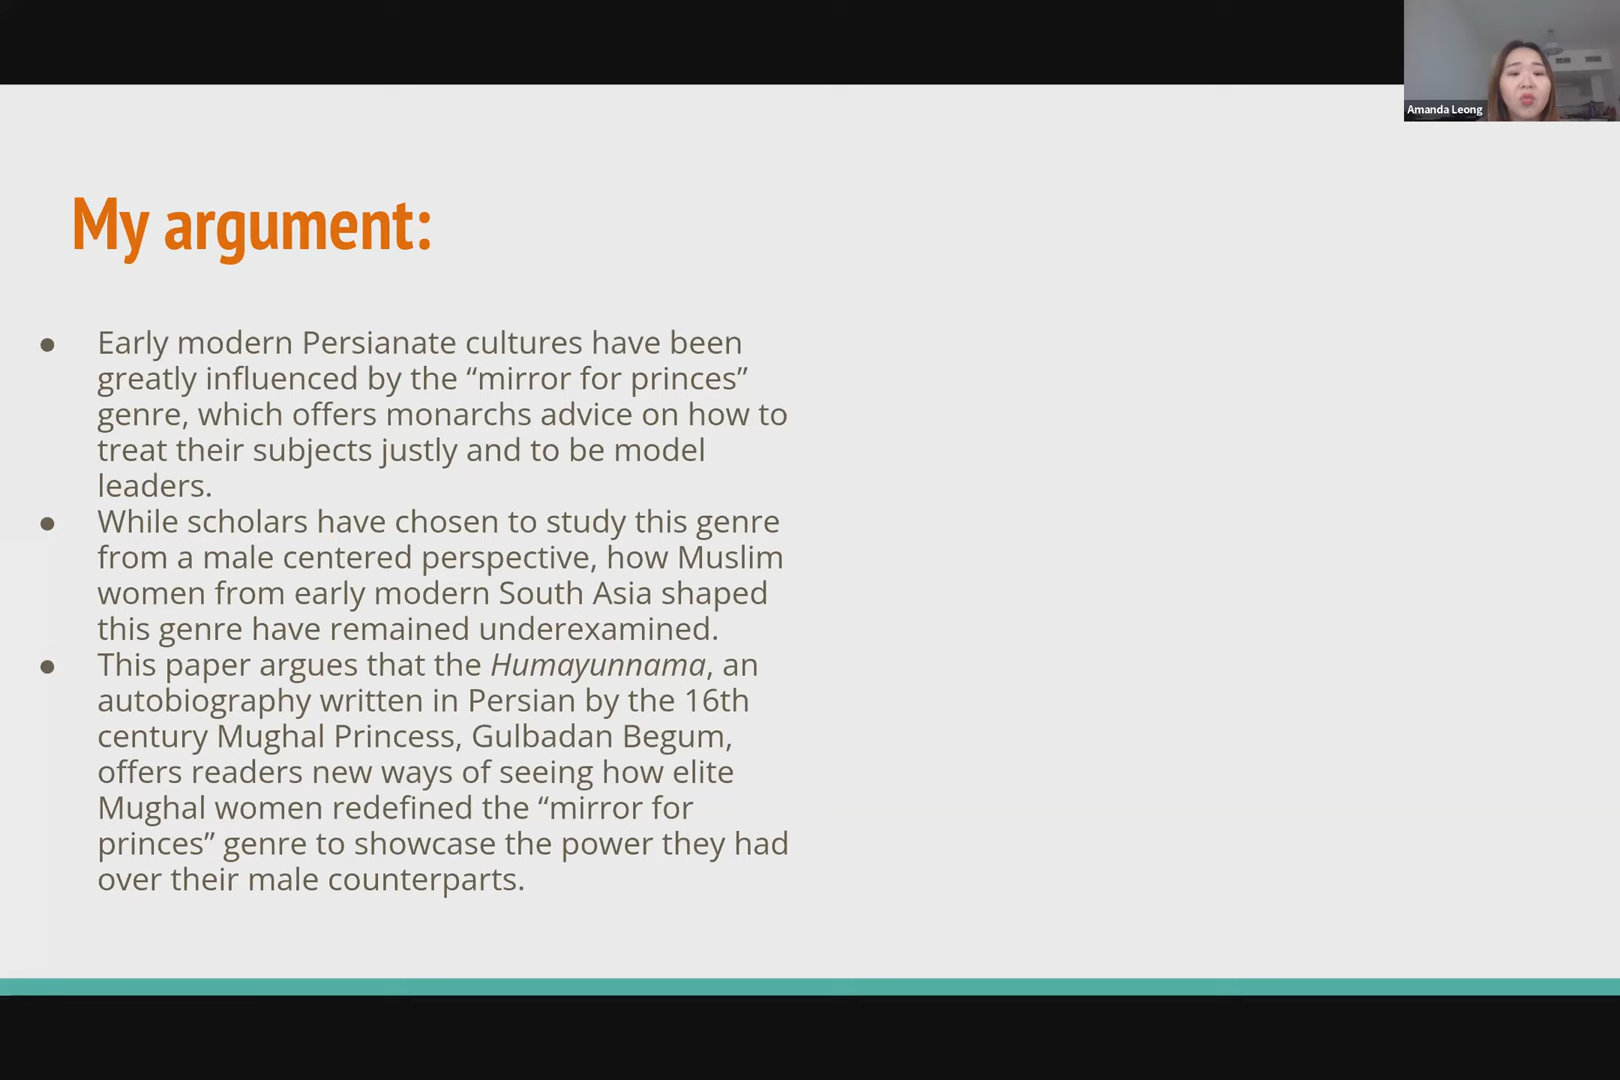 Amanda Leong
My argument:
● Early modern Persianate cultures have been
greatly influenced by the “mirror for princes”
genre, which offers monarchs advice on how to
treat their subjects justly and to be model
leaders.
● While scholars have chosen to study this genre
from a male centered perspective, how Muslim
women from early modern South Asia shaped
this genre have remained underexamined.
● This paper argues that the Humayunnama, an
autobiography written in Persian by the 16th
century Mughal Princess, Gulbadan Begum,
offers readers new ways of seeing how elite
Mughal women redefined the “mirror for
princes” genre to showcase the power they had
over their male counterparts.